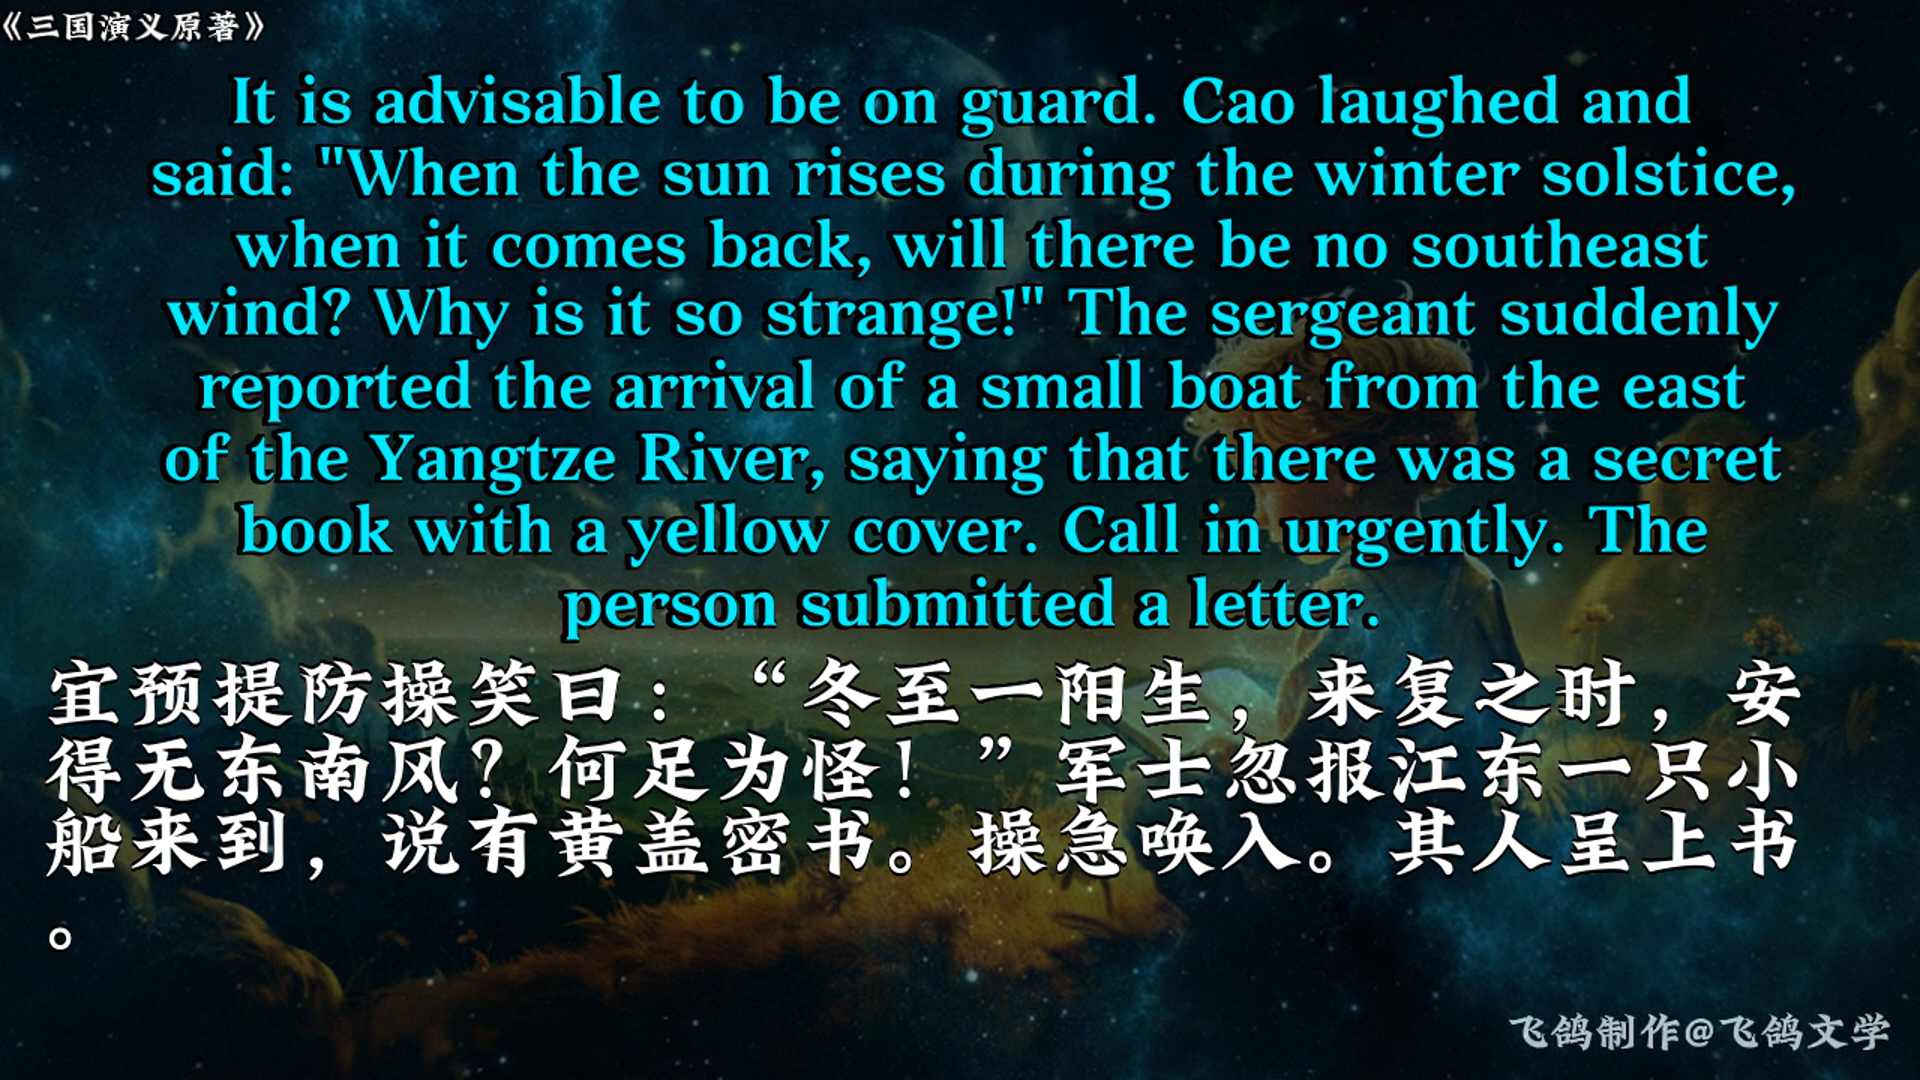 《三国演义原著》
It is advisable to be on guard. Cao laughed and
said: "When the sun rises during the winter solstice,
when it comes back, will there be no southeast
wind? Why is it so strange!" The sergeant suddenly
reported the arrival of a small boat from the east
of the Yangtze River, saying that there was a secret
book with a yellow cover. Call in urgently. The
person submitted a letter.
宜预提防操笑曰：“冬至一阳生，来复之时，安
得无东南风？何足为怪！”军士忽报江东一只小
船来到，说有黄盖密书。操急唤入。其人呈上书
。
飞鸽制作@飞鸽文学